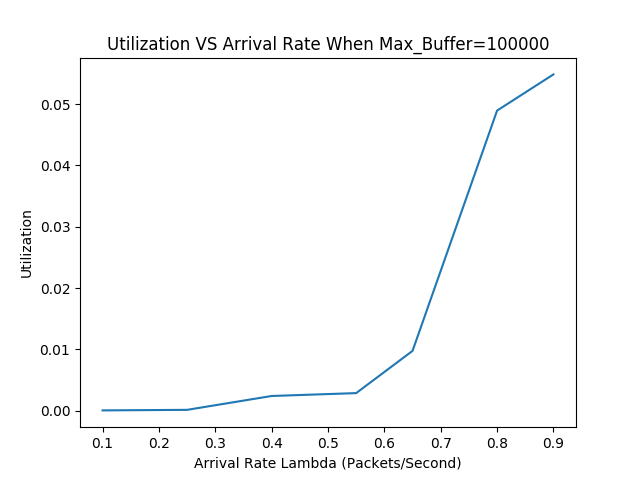 Utilization VS Arrival Rate When Max_Buffer=100000
Utilization
0.05
0.04
0.03
0.02
0.01
0.00
0.1 0.2 0.3 0.4 0.5 0.6 0.7 0.8 0.9
Arrival Rate Lambda (Packets/Second)